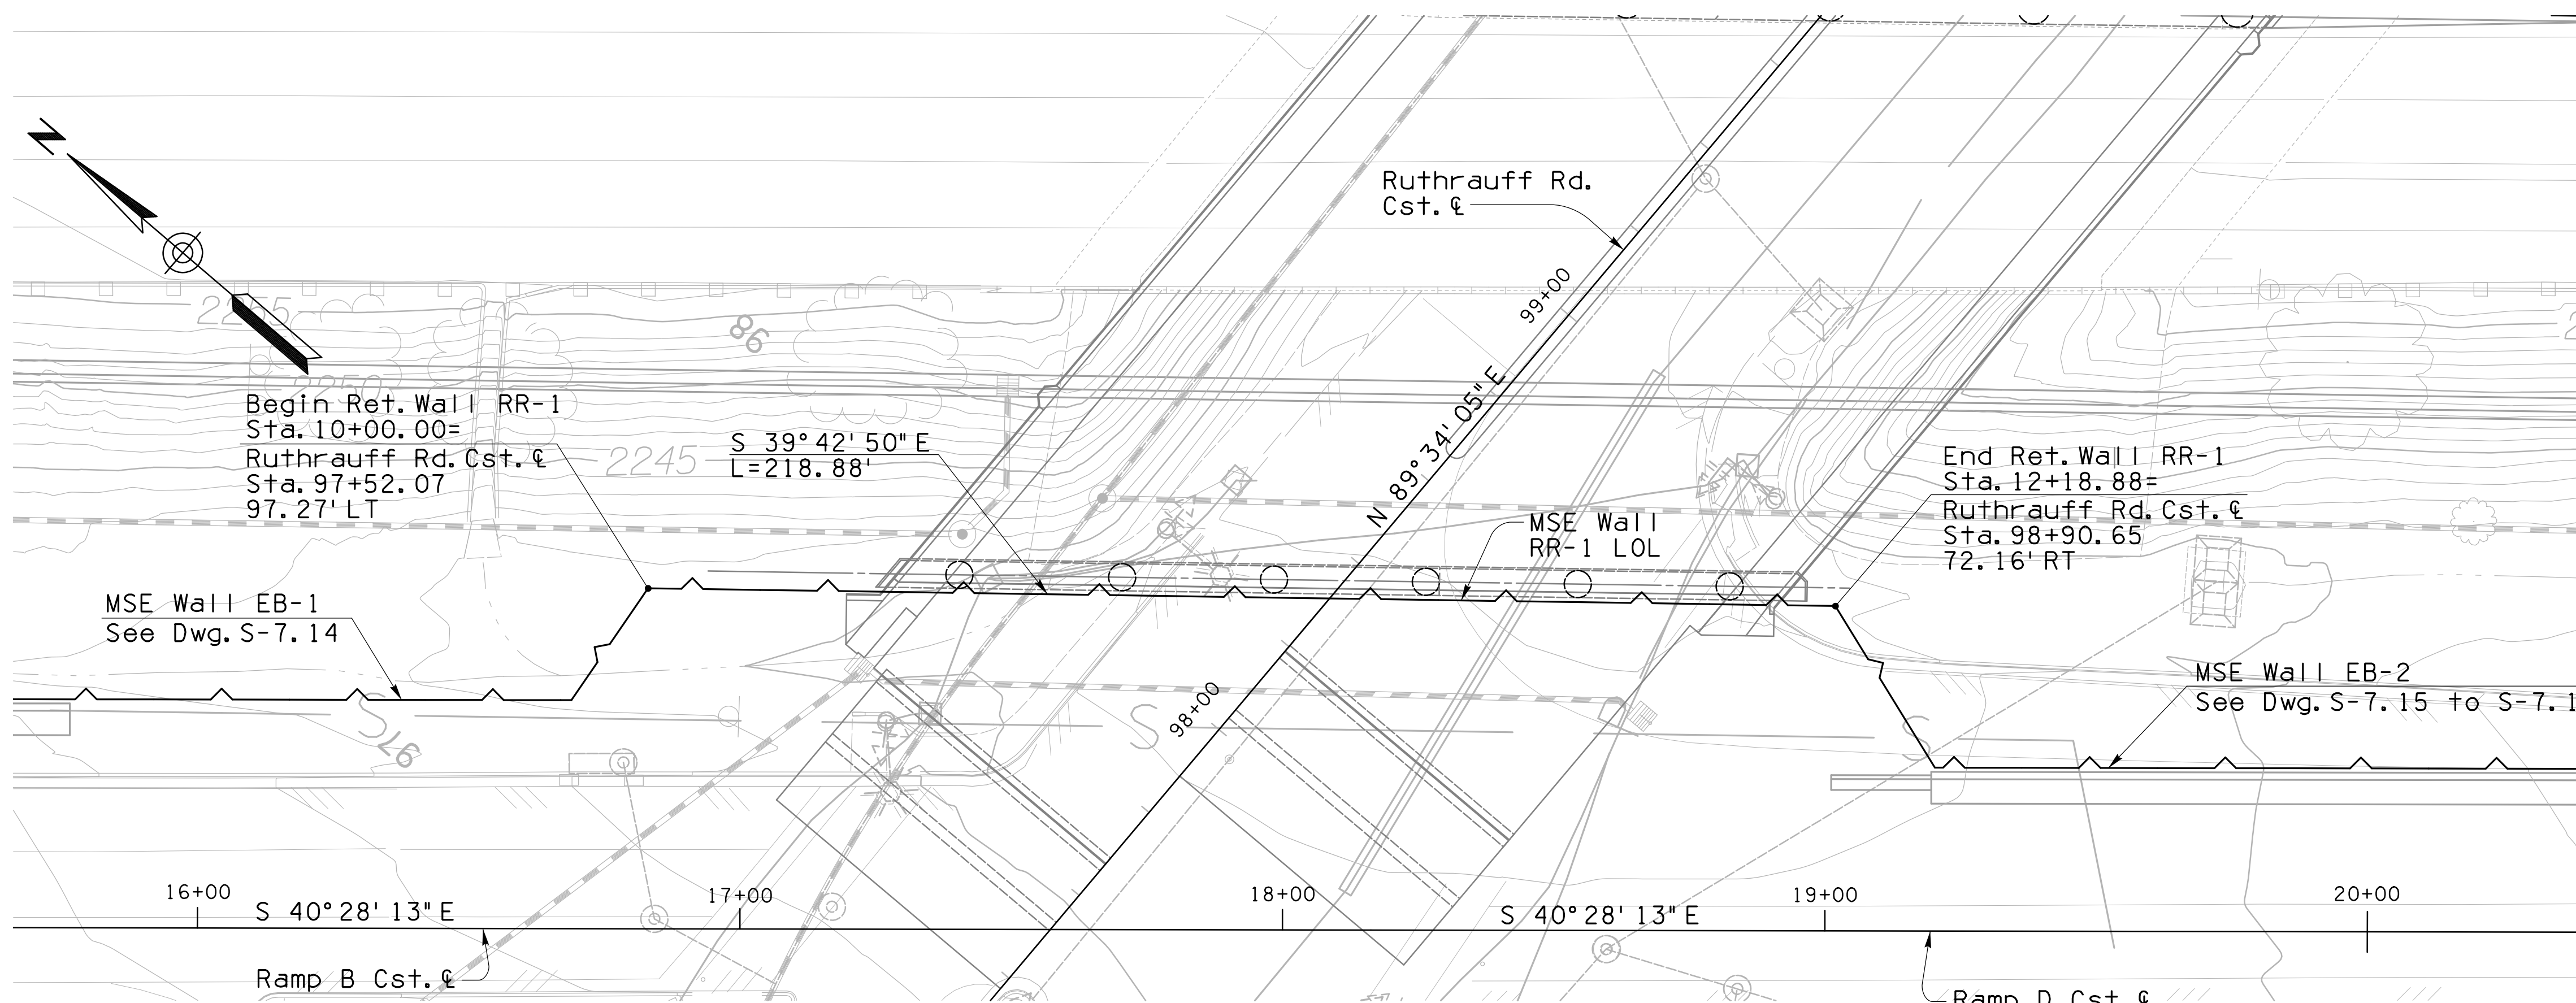 N
Ruthrauff Rd.
Cst. ℄
99+00
2255
98
2250
Begin Ret. Wall RR-1
Sta. 10+00.00=
Ruthrauff Rd. Cst. ℄
Sta. 97+52.07
97.27' LT
2245
S 39°42'50" E
L=218.88'
N 89°34'05" E
MSE Wall
RR-1 LOL
End Ret. Wall RR-1
Sta. 12+18.88=
Ruthrauff Rd. Cst. ℄
Sta. 98+90.65
72.16' RT
MSE Wall EB-1
See Dwg. S-7.14
MSE Wall EB-2
See Dwg. S-7.15 to S-7.1
98+00
S
S
S
97
16+00
17+00
18+00
19+00
20+00
S 40°28'13" E
S 40°28'13" E
Ramp B Cst. ℄
Ramp D Cst. ℄